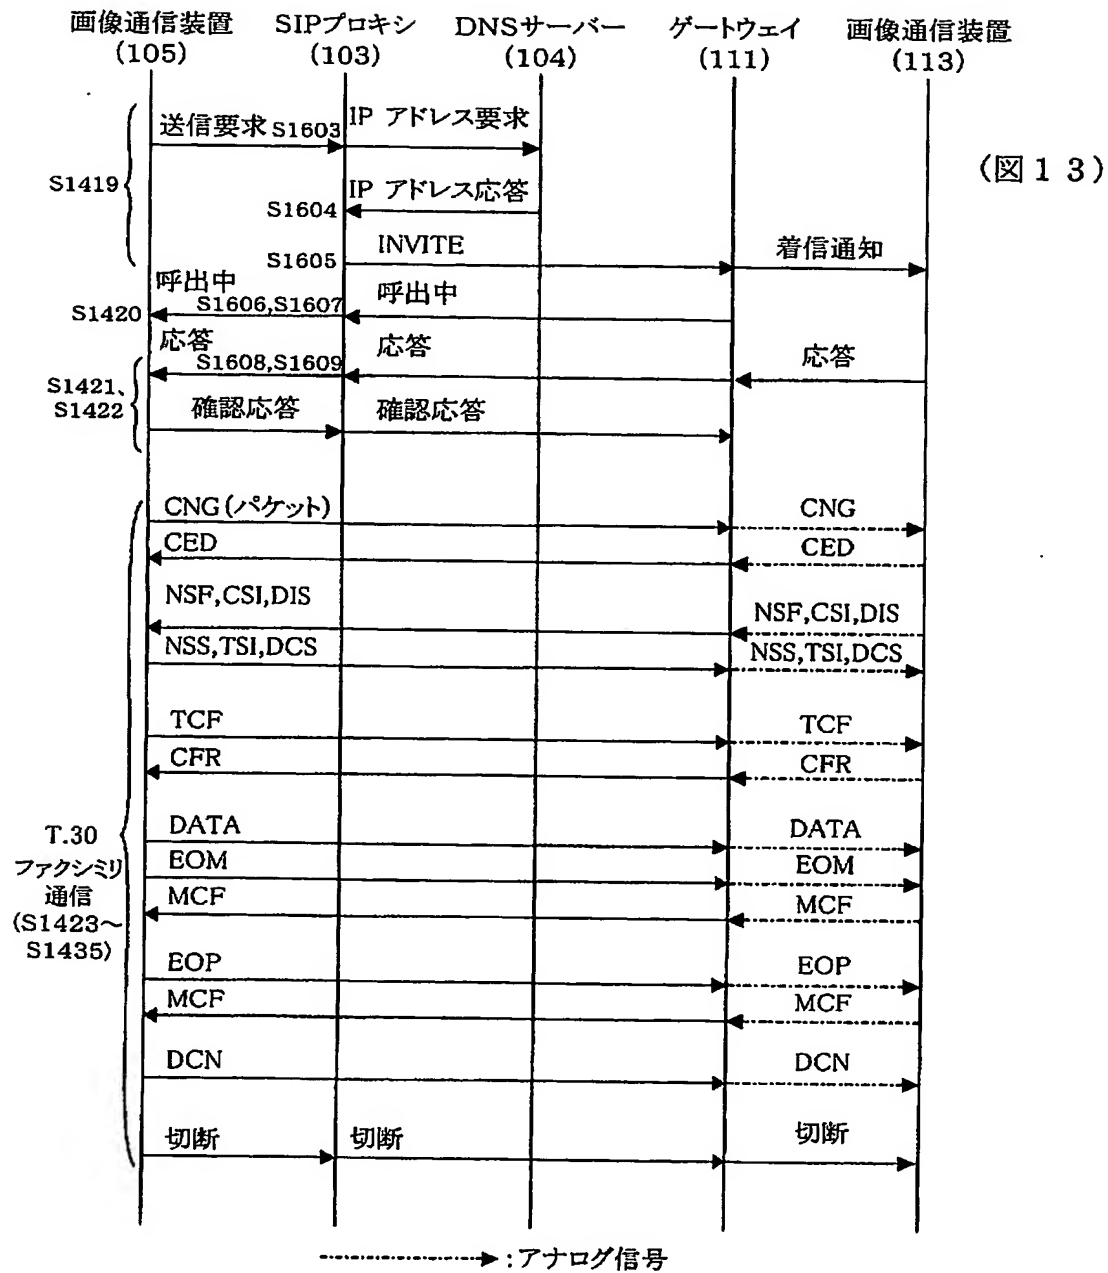 画像通信装置 SIPプロキシ DNSサーバー ゲートウェイ 画像通信装置
(105) (103) (104) (111) (113)
送信要求 S1603 IP アドレス要求
(図13)
S1419
IP アドレス応答
S1604
INVITE
着信通知
S1605
呼出中
S1606,S1607 呼出中
S1420
応答 応答 応答
S1608,S1609
S1421、
S1422
確認応答 確認応答
CNG(パケット) CNG
CED CED
NSF,CSI,DIS NSF,CSI,DIS
NSS,TSI,DCS NSS,TSI,DCS
TCF TCF
CFR CFR
DATA DATA
T.30
ファクシミリ
通信
(S1423~
S1435)
EOM EOM
MCF MCF
EOP EOP
MCF MCF
DCN DCN
切断 切断 切断
:アナログ信号